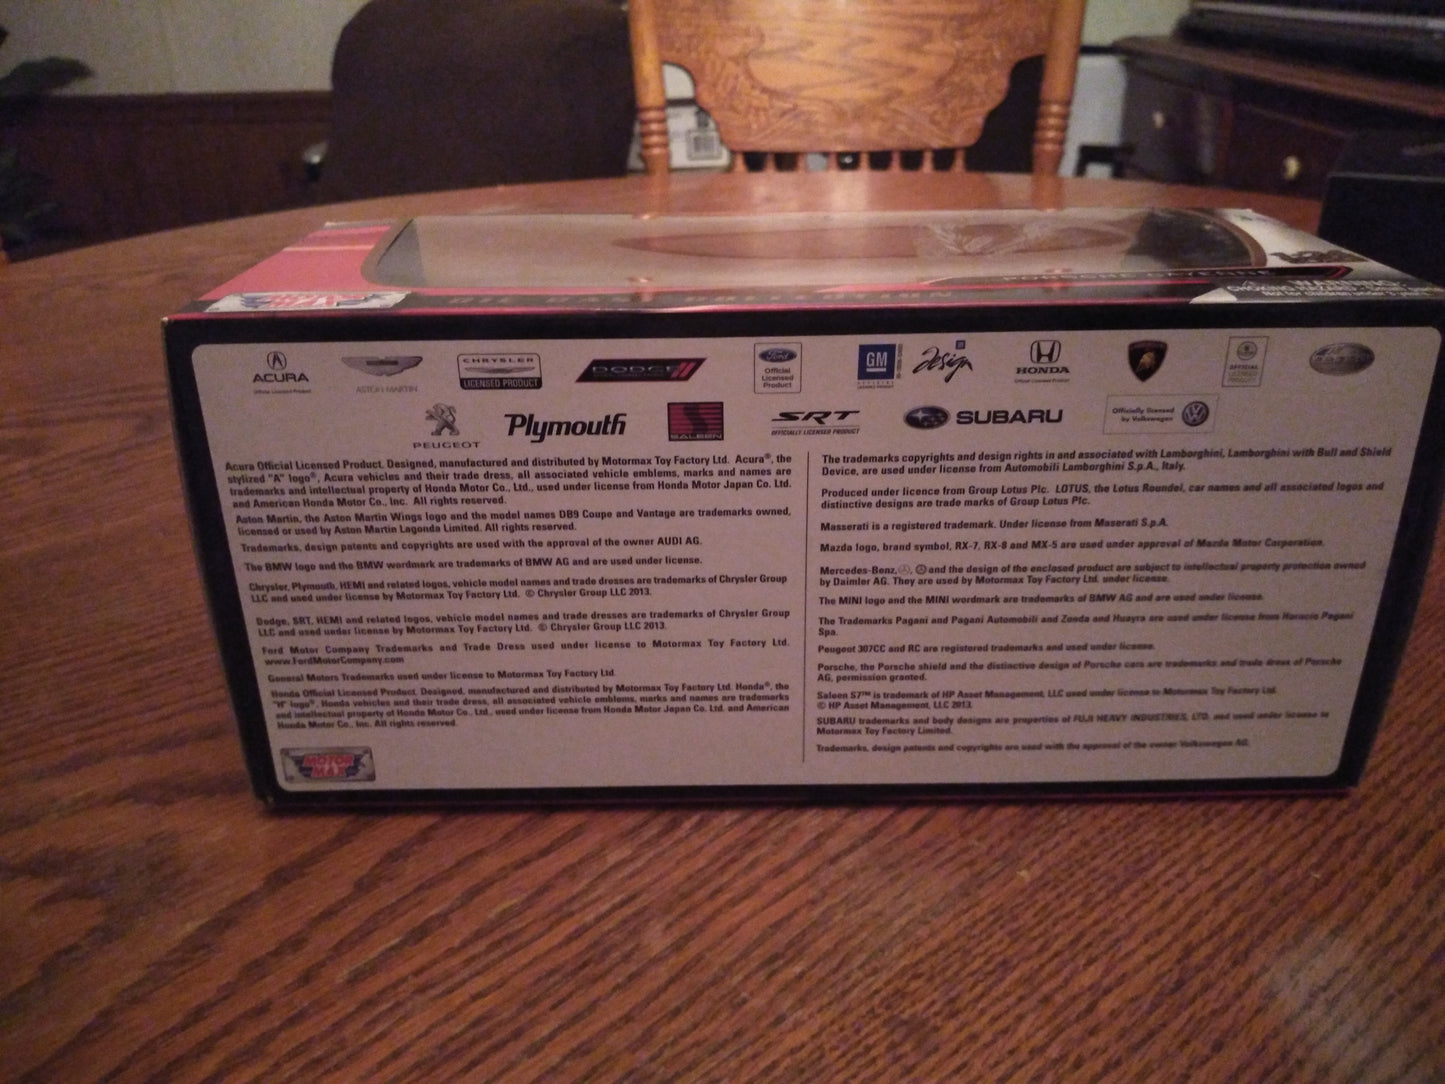 MOTOR MAX
DIE CAST COLLECTION
WARNING:
Not for children under 3 years
ACURA
Official Licensed Product
ASTON MARTIN
CHRYSLER
LICENSED PRODUCT
DODGE
Ford
Official
Licensed
Product
GM
design
HONDA
Official Licensed Product
OFFICIAL
LICENSED
PRODUCT
PEUGEOT
Plymouth
SALEEN
SRT
OFFICIALLY LICENSED PRODUCT
SUBARU
Officially licensed
by Volkswagen
Acura Official Licensed Product. Designed, manufactured and distributed by Motormax Toy Factory Ltd. Acura®, the
stylized "A" logo®, Acura vehicles and their trade dress, all associated vehicle emblems, marks and names are
trademarks and intellectual property of Honda Motor Co., Ltd., used under license from Honda Motor Japan Co. Ltd.
and American Honda Motor Co., Inc. All rights reserved.
Aston Martin, the Aston Martin Wings logo and the model names DB9 Coupe and Vantage are trademarks owned,
licensed or used by Aston Martin Lagonda Limited. All rights reserved.
Trademarks, design patents and copyrights are used with the approval of the owner AUDI AG.
The BMW logo and the BMW wordmark are trademarks of BMW AG and are used under license.
Chrysler, Plymouth, HEMI and related logos, vehicle model names and trade dresses are trademarks of Chrysler Group
LLC and used under license by Motormax Toy Factory Ltd. © Chrysler Group LLC 2013.
Dodge, SRT, HEMI and related logos, vehicle model names and trade dresses are trademarks of Chrysler Group
LLC and used under license by Motormax Toy Factory Ltd. © Chrysler Group LLC 2013.
Ford Motor Company Trademarks and Trade Dress used under license to Motormax Toy Factory Ltd.
www.FordMotorCompany.com
General Motors Trademarks used under license to Motormax Toy Factory Ltd.
Honda Official Licensed Product. Designed, manufactured and distributed by Motormax Toy Factory Ltd. Honda®, the
"H" logo®, Honda vehicles and their trade dress, all associated vehicle emblems, marks and names are trademarks
and intellectual property of Honda Motor Co., Ltd., used under license from Honda Motor Japan Co. Ltd. and American
Honda Motor Co., Inc. All rights reserved.
MOTOR
MAX
The trademarks copyrights and design rights in and associated with Lamborghini, Lamborghini with Bull and Shield
Device, are used under license from Automobili Lamborghini S.p.A., Italy.
Produced under licence from Group Lotus Plc. LOTUS, the Lotus Roundel, car names and all associated logos and
distinctive designs are trade marks of Group Lotus Plc.
Masserati is a registered trademark. Under license from Maserati S.p.A.
Mazda logo, brand symbol, RX-7, RX-8 and MX-5 are used under approval of Mazda Motor Corporation.
Mercedes-Benz, and the design of the enclosed product are subject to intellectual property protection owned
by Daimler AG. They are used by Motormax Toy Factory Ltd. under license.
The MINI logo and the MINI wordmark are trademarks of BMW AG and are used under license.
The Trademarks Pagani and Pagani Automobili and Zonda and Huayra are used under license from Horacio Pagani
Spa.
Peugeot 307CC and RC are registered trademarks and used under license.
Porsche, the Porsche shield and the distinctive design of Porsche cars are trademarks and trade dress of Porsche
AG, permission granted.
Saleen S7™ is trademark of HP Asset Management, LLC used under license to Motormax Toy Factory Ltd.
© HP Asset Management, LLC 2013.
SUBARU trademarks and body designs are properties of FUJI HEAVY INDUSTRIES, LTD. and used under license to
Motormax Toy Factory Limited.
Trademarks, design patents and copyrights are used with the approval of the owner Volkswagen AG.